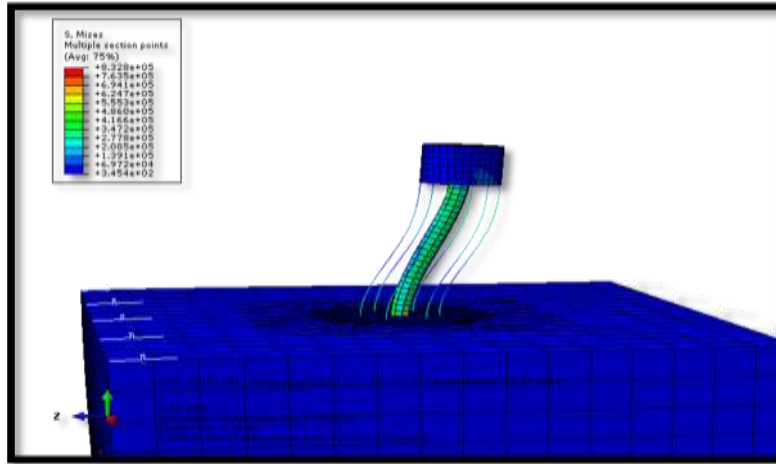 S, Mises
Multiple section points
(Avg: 75%)
+8.328e+05
+7.635e+05
+6.941e+05
+6.247e+05
+5.553e+05
+4.860e+05
+4.166e+05
+3.472e+05
+2.778e+05
+2.085e+05
+1.391e+05
+6.972e+04
+3.454e+02
Z